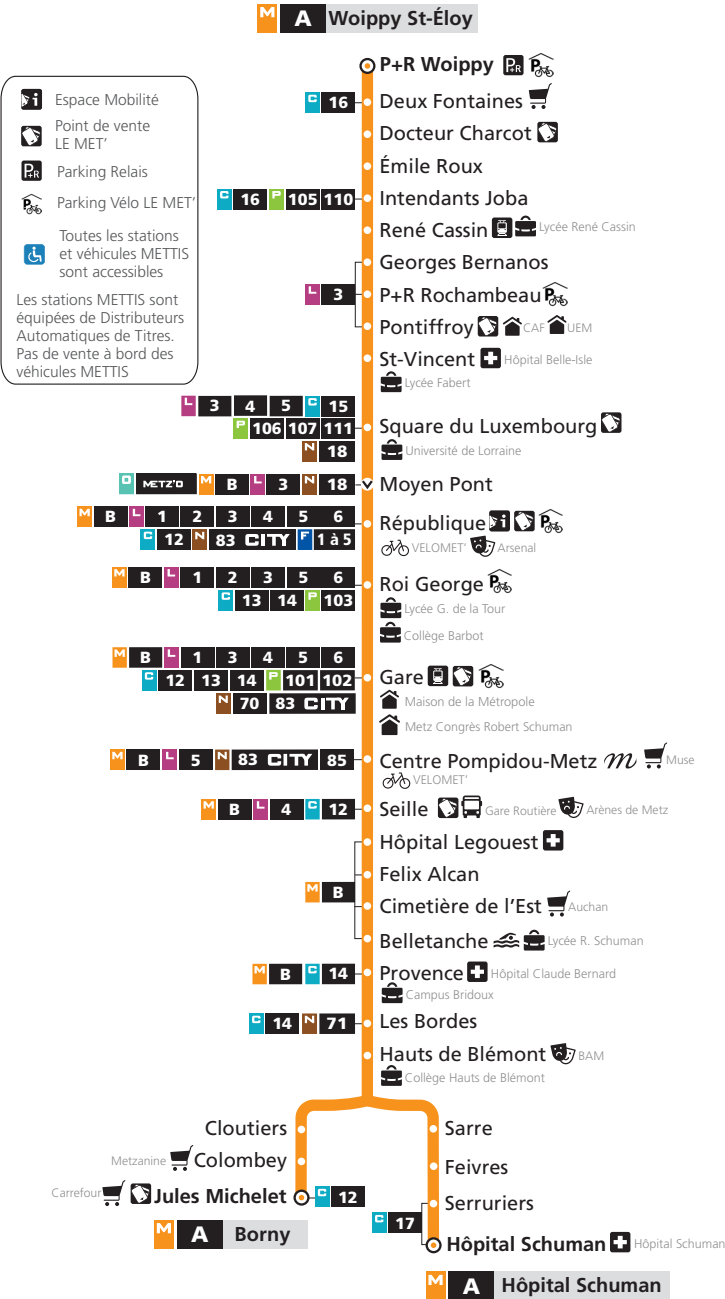 M A Woippy St-Éloy
P+R Woippy P+R P
i Espace Mobilité
Point de vente
LE MET'
P+R Parking Relais
P Parking Vélo LE MET'
Toutes les stations
et véhicules METTIS
sont accessibles
Les stations METTIS sont
équipées de Distributeurs
Automatiques de Titres.
Pas de vente à bord des
véhicules METTIS
C 16 Deux Fontaines
Docteur Charcot
Émile Roux
C 16 P 105 110 Intendants Joba
René Cassin Lycée René Cassin
Georges Bernanos
L 3 P+R Rochambeau P
Pontiffroy CAF UEM
St-Vincent Hôpital Belle-Isle
Lycée Fabert
L 3 4 5 C 15
P 106 107 111 Square du Luxembourg
N 18 Université de Lorraine
D METZ'O M B L 3 N 18 Moyen Pont
M B L 1 2 3 4 5 6
République i P
C 12 N 83 CITY F 1 à 5
VELOMET' Arsenal
M B L 1 2 3 5 6 Roi George P
C 13 14 P 103
Lycée G. de la Tour
Collège Barbot
M B L 1 3 4 5 6
C 12 13 14 P 101 102 Gare P
N 70 83 CITY Maison de la Métropole
Metz Congrès Robert Schuman
M B L 5 N 83 CITY 85 Centre Pompidou-Metz m Muse
VELOMET'
M B L 4 C 12 Seille Gare Routière Arènes de Metz
Hôpital Legouest
Felix Alcan
M B
Cimetière de l'Est Auchan
Belletanche Lycée R. Schuman
M B C 14 Provence Hôpital Claude Bernard
Campus Bridoux
C 14 N 71 Les Bordes
Hauts de Blémont BAM
Collège Hauts de Blémont
Cloutiers
Metzanine Colombey
Carrefour Jules Michelet C 12
M A Borny
Sarre
Feivres
Serruriers
C 17
Hôpital Schuman Hôpital Schuman
M A Hôpital Schuman